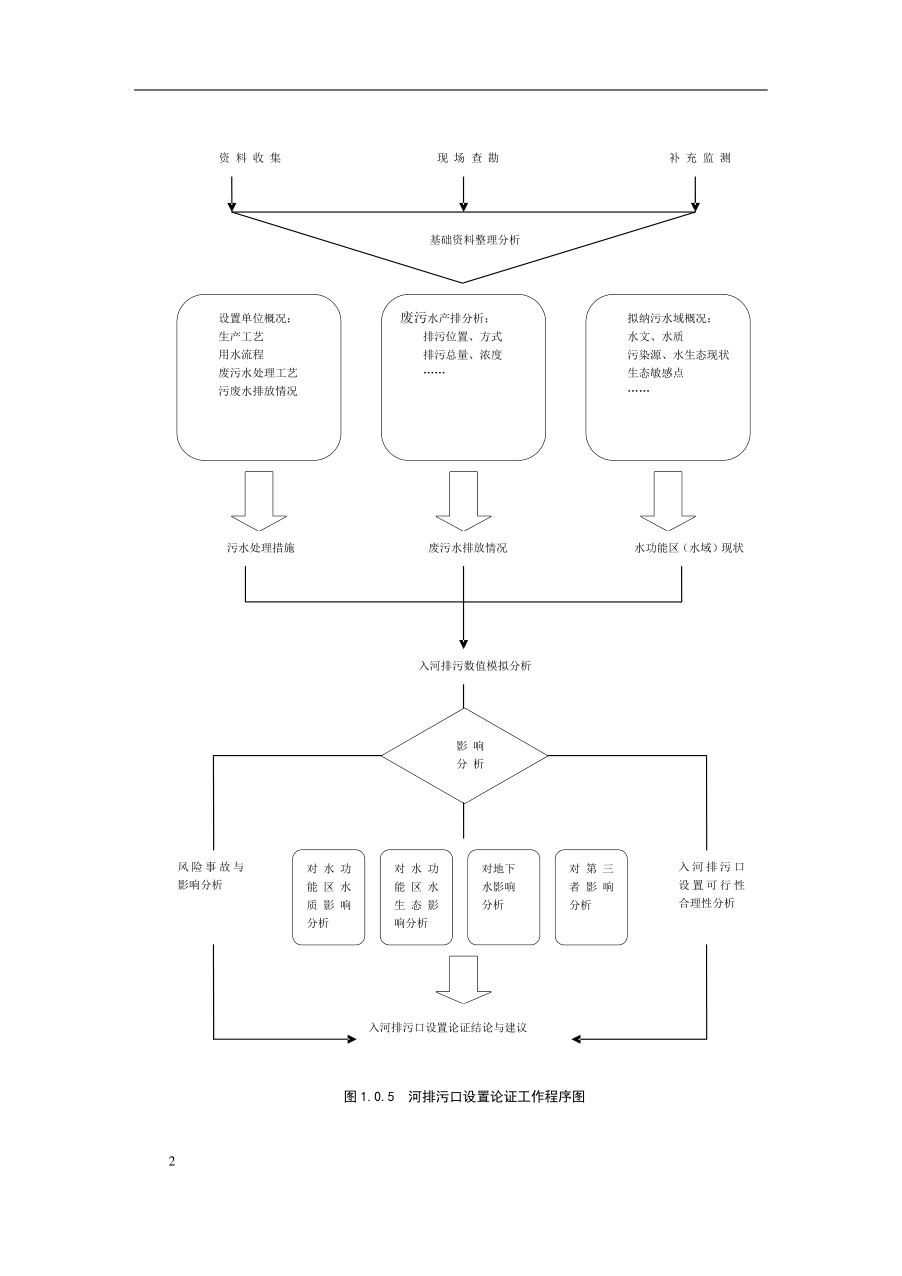 资 料 收 集
现 场 查 勘
补 充 监 测
基础资料整理分析
设置单位概况：
生产工艺
用水流程
废污水处理工艺
污废水排放情况
废污水产排分析：
排污位置、方式
排污总量、浓度
……
拟纳污水域概况：
水文、水质
污染源、水生态现状
生态敏感点
……
污水处理措施
废污水排放情况
水功能区（水域）现状
入河排污数值模拟分析
影 响
分 析
风险事故与
影响分析
对 水 功
能 区 水
质 影 响
分析
对 水 功
能 区 水
生 态 影
响分析
对地下
水影响
分析
对 第 三
者 影 响
分析
入河排污口
设置可行性
合理性分析
入河排污口设置论证结论与建议
图 1.0.5 河排污口设置论证工作程序图
2